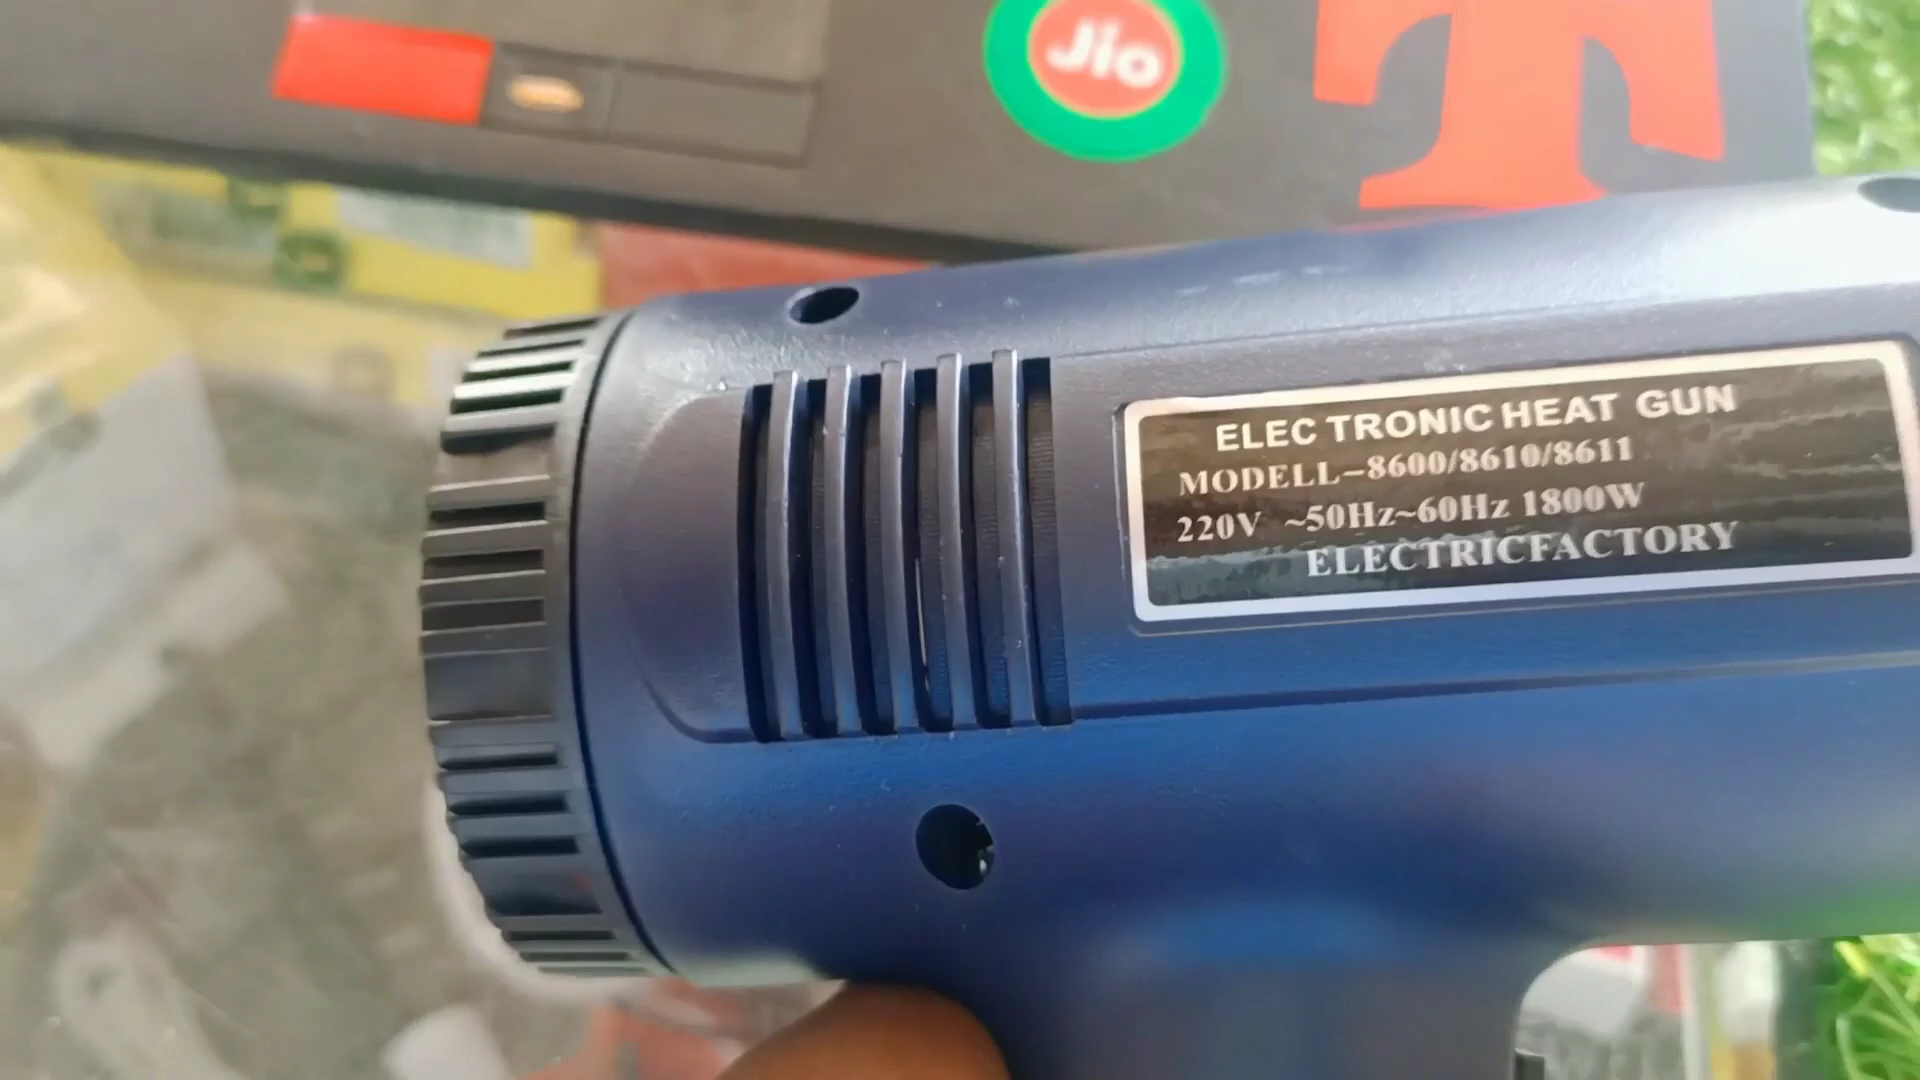 Jio
T
ELEC TRONIC HEAT GUN
MODELL-8600/8610/8611
220V ~50Hz~60Hz 1800W
ELECTRICFACTORY